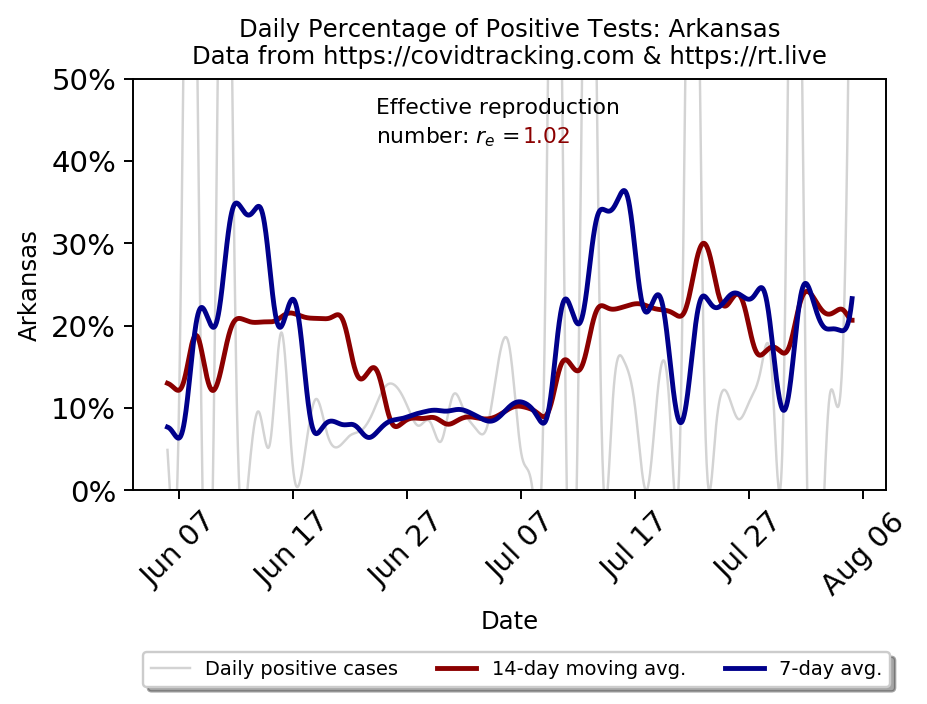 Daily Percentage of Positive Tests: Arkansas
Data from https://covidtracking.com & https://rt.live
50%
40%
30%
20%
10%
0%
Arkansas
Effective reproduction
number: rₑ =1.02
Jun 07
Jun 17
Jun 27
Jul 07
Jul 17
Jul 27
Aug 06
Date
Daily positive cases
14-day moving avg.
7-day avg.